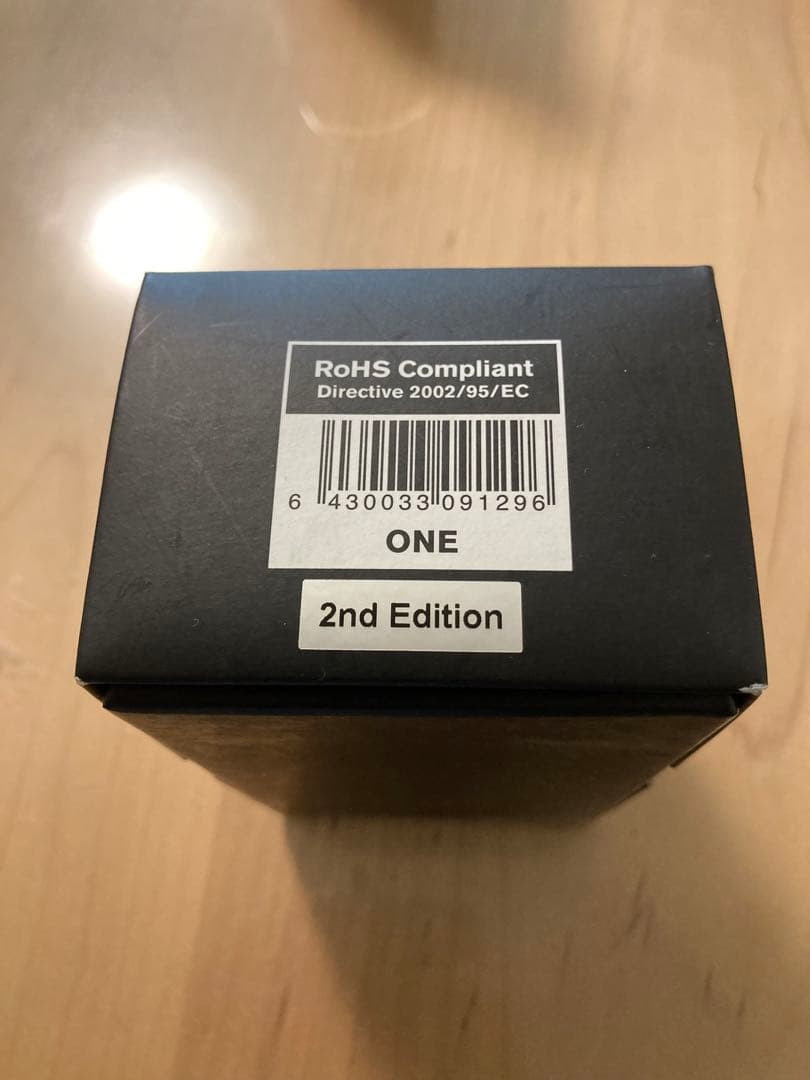 RoHS Compliant
Directive 2002/95/EC
6 430033 091296
ONE
2nd Edition